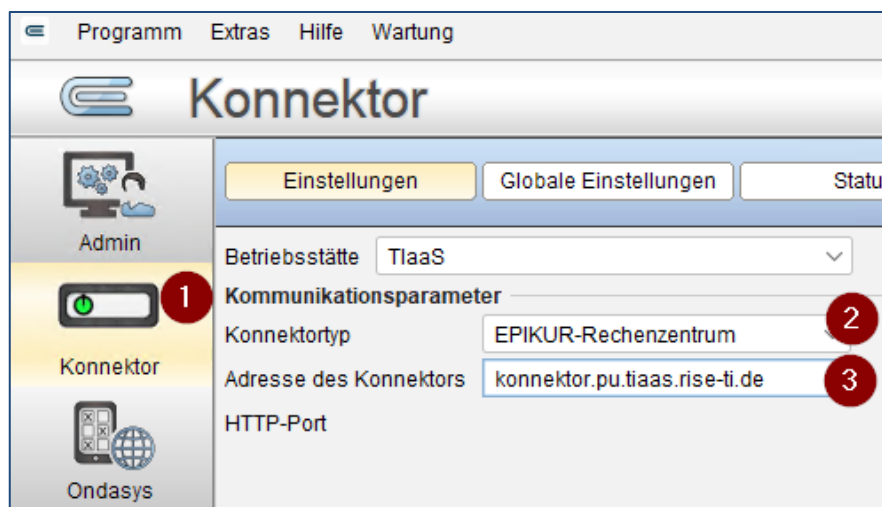 Programm Extras Hilfe Wartung
Konnektor
Einstellungen Globale Einstellungen
Admin
Betriebsstätte TIaaS
1
Kommunikationsparameter
2
Konnektortyp EPIKUR-Rechenzentrum
Konnektor
Adresse des Konnektors konnektor.pu.tiaas.rise-ti.de 3
HTTP-Port
Ondasys